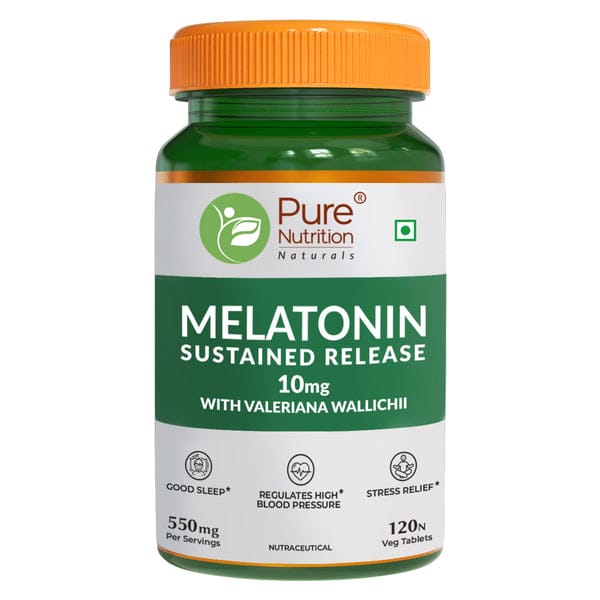 Pure®
Nutrition
Naturals
MELATONIN
SUSTAINED RELEASE
10mg
WITH VALERIANA WALLICHII
GOOD SLEEP*
REGULATES HIGH*
BLOOD PRESSURE
STRESS RELIEF*
550mg
Per Servings
NUTRACEUTICAL
120N
Veg Tablets